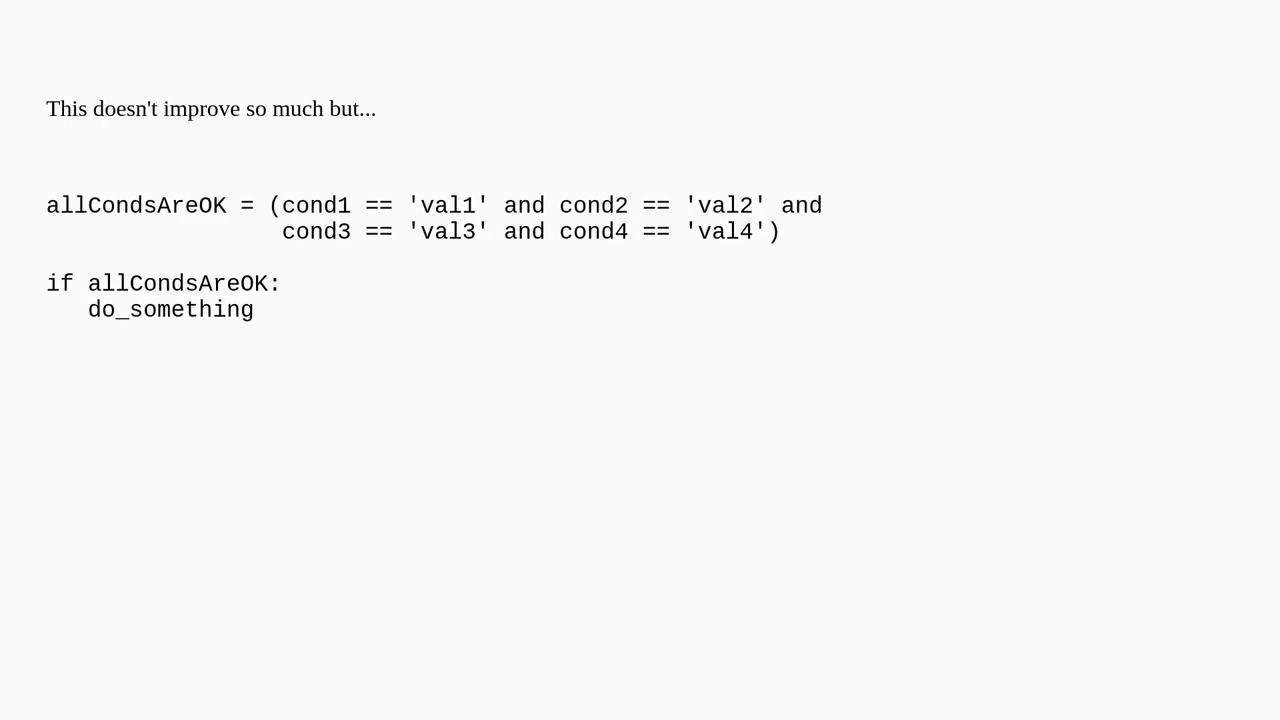 This doesn't improve so much but...
allCondsAreOK = (cond1 == 'val1' and cond2 == 'val2' and
                 cond3 == 'val3' and cond4 == 'val4')
if allCondsAreOK:
   do_something